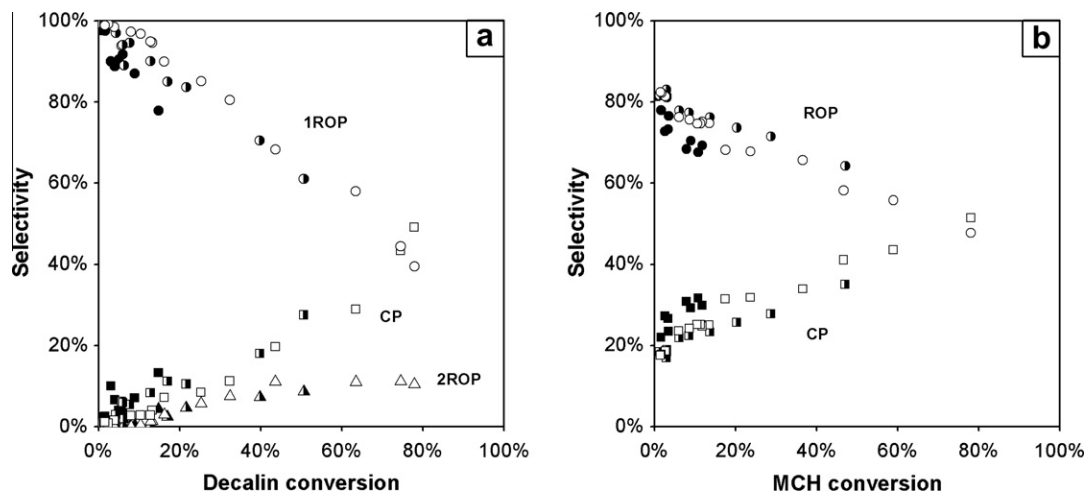 100%
80%
60%
40%
20%
0%
Selectivity
a
1ROP
CP
2ROP
0% 20% 40% 60% 80% 100%
Decalin conversion
100%
80%
60%
40%
20%
0%
Selectivity
b
ROP
CP
0% 20% 40% 60% 80% 100%
MCH conversion